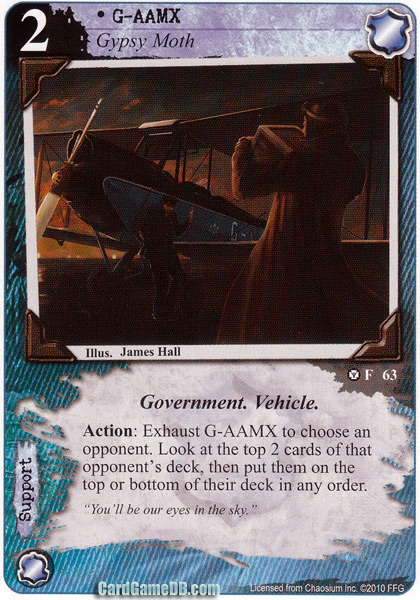 2
• G-AAMX
Gypsy Moth
Illus. James Hall
F 63
Government. Vehicle.
Action: Exhaust G-AAMX to choose an
opponent. Look at the top 2 cards of that
opponent's deck, then put them on the
top or bottom of their deck in any order.
"You'll be our eyes in the sky."
Support
CardGameDB.com
Licensed from Chaosium Inc. ©2010 FFG